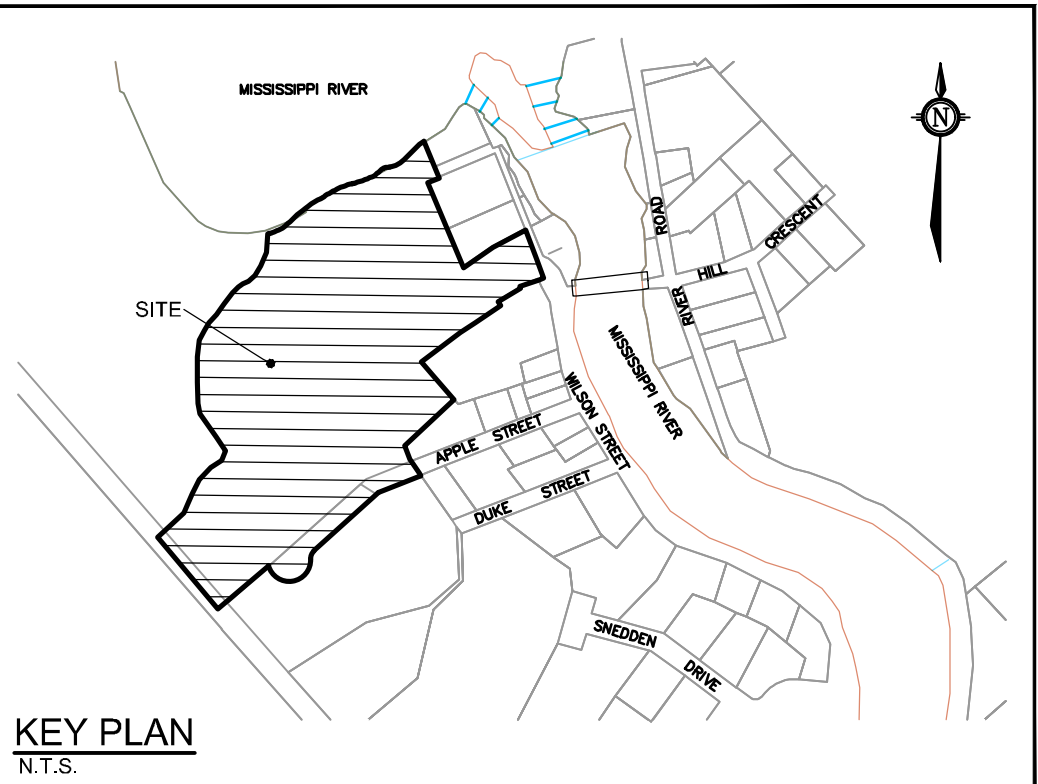 MISSISSIPPI RIVER
N
ROAD
CRESCENT
HILL
RIVER
SITE
MISSISSIPPI RIVER
WILSON STREET
APPLE STREET
DUKE STREET
SNEDDEN DRIVE
KEY PLAN
N.T.S.